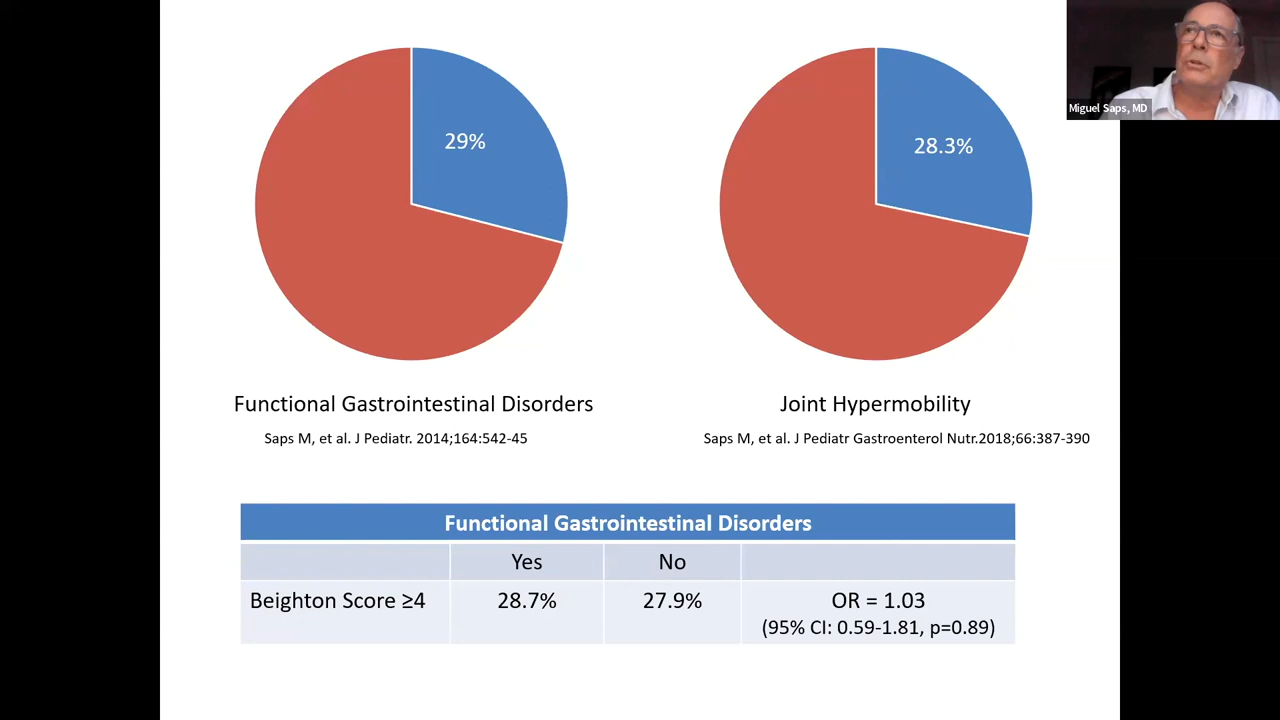 Miguel Saps, MD
29%
28.3%
Functional Gastrointestinal Disorders
Saps M, et al. J Pediatr. 2014;164:542-45
Joint Hypermobility
Saps M, et al. J Pediatr Gastroenterol Nutr.2018;66:387-390
Functional Gastrointestinal Disorders
Yes No
Beighton Score ≥4 28.7% 27.9% OR = 1.03
(95% CI: 0.59-1.81, p=0.89)